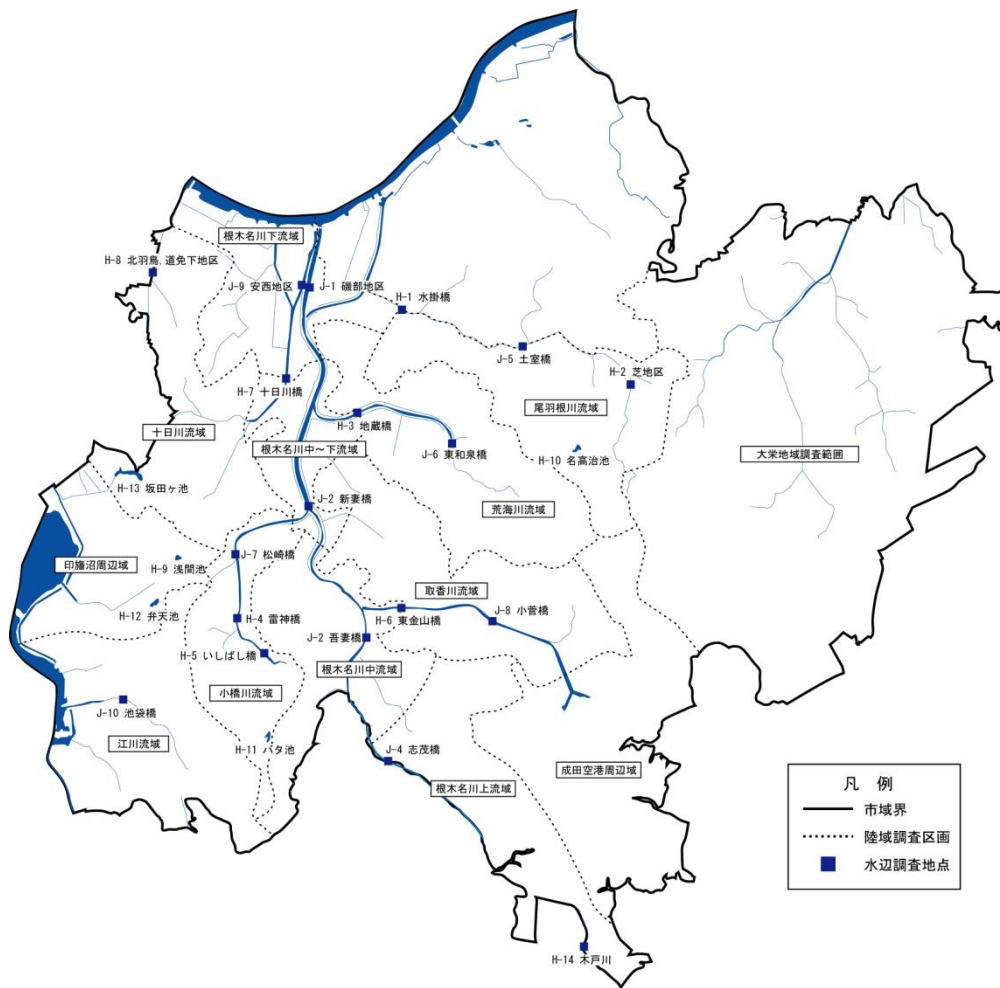 根木名川下流域
H-8 北羽鳥,道免下地区
J-9 安西地区
J-1 磯部地区
H-1 水掛橋
J-5 土室橋
H-2 芝地区
H-7 十日川橋
尾羽根川流域
H-3 地蔵橋
十日川流域
根木名川中～下流域
J-6 東和泉橋
H-10 名高治池
大栄地域調査範囲
H-13 坂田ヶ池
J-2 新妻橋
荒海川流域
J-7 松崎橋
印旛沼周辺域
H-9 浅間池
取香川流域
H-12 弁天池
H-4 雷神橋
H-6 東金山橋
J-8 小菅橋
J-2 吾妻橋
H-5 いしばし橋
根木名川中流域
小橋川流域
J-10 池袋橋
江川流域
H-11 バタ池
J-4 志茂橋
成田空港周辺域
根木名川上流域
凡 例
市域界
陸域調査区画
水辺調査地点
H-14 木戸川